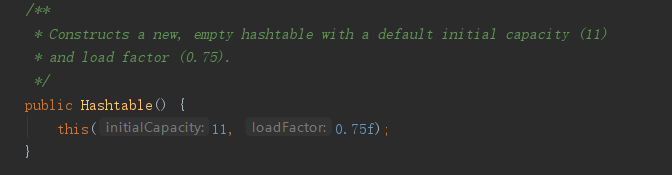 /**
 * Constructs a new, empty hashtable with a default initial capacity (11)
 * and load factor (0.75).
 */
public Hashtable() {
    this( initialCapacity: 11, loadFactor: 0.75f);
}